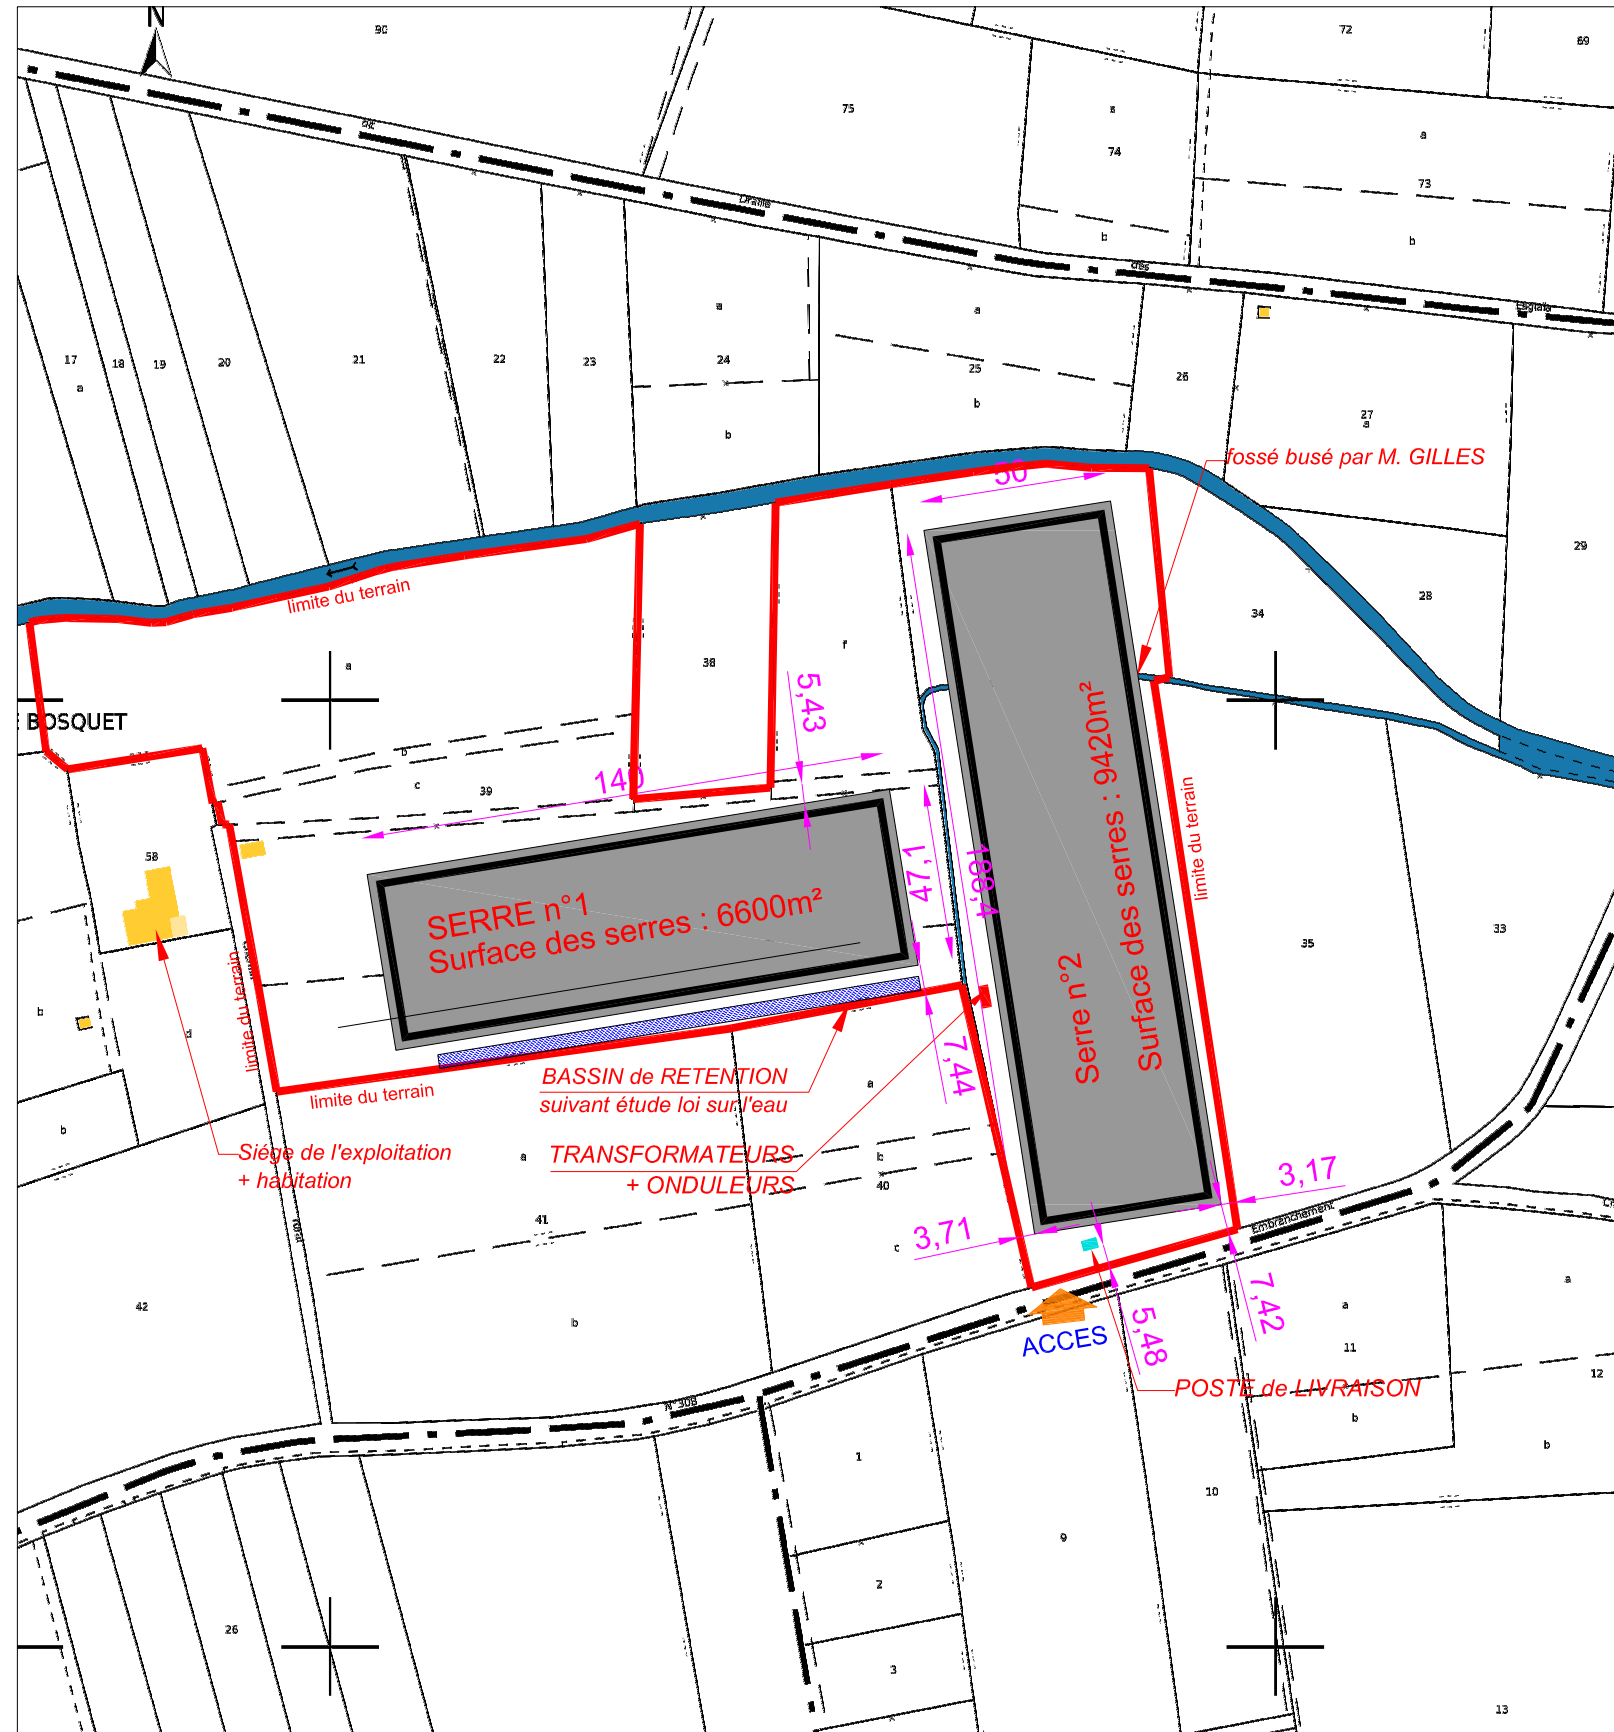 N
90
72
69
75
a
74
a
73
b
b
Draille
des
17
a
18
19
20
21
22
23
a
24
b
a
25
b
26
27
a
fossé busé par M. GILLES
50
29
28
34
limite du terrain
a
38
f
5,43
BOSQUET
b
c
39
140
58
47,1
188,4
SERRE n°1
Surface des serres : 6600m²
Serre n°2
Surface des serres : 9420m²
limite du terrain
35
33
b
d
limite du terrain
7,44
limite du terrain
BASSIN de RETENTION
suivant étude loi sur l'eau
a
b
Siége de l'exploitation
+ habitation
a
TRANSFORMATEURS
+ ONDULEURS
b
40
41
rural
c
3,71
3,17
Embranchement
42
b
7,42
5,48
ACCES
a
11
a
12
POSTE de LIVRAISON
N° 308
b
b
1
10
9
2
26
3
13